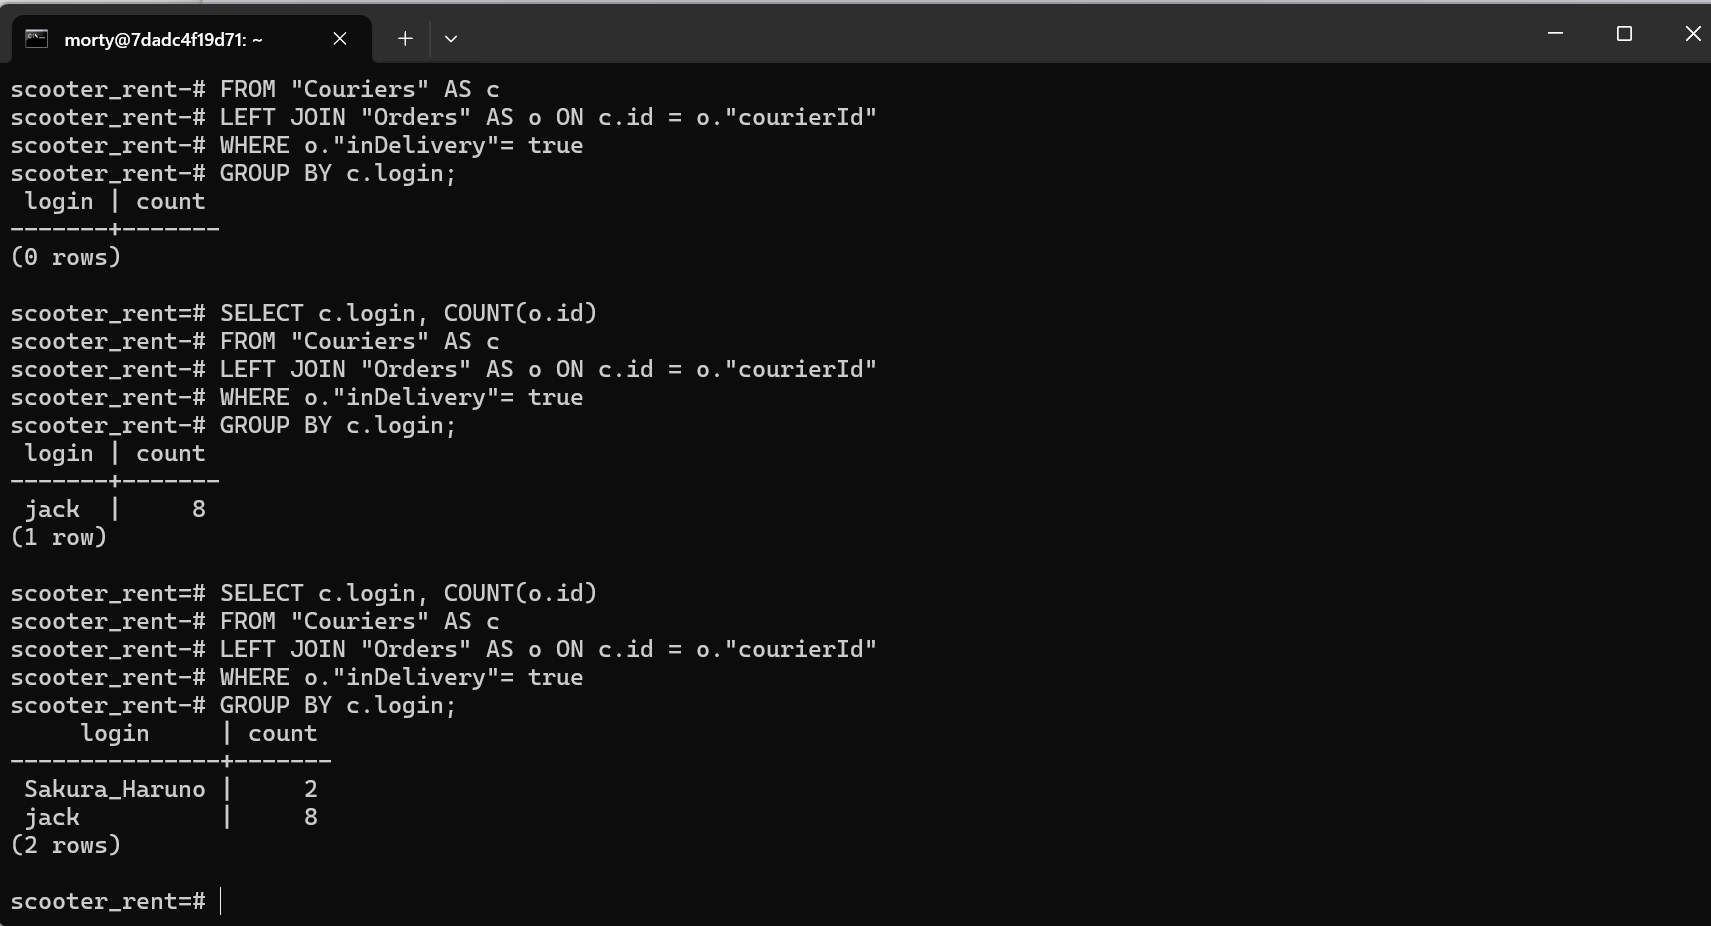 morty@7dadc4f19d71: ~
scooter_rent-# FROM "Couriers" AS c
scooter_rent-# LEFT JOIN "Orders" AS o ON c.id = o."courierId"
scooter_rent-# WHERE o."inDelivery"= true
scooter_rent-# GROUP BY c.login;
 login | count
-------+-------
(0 rows)

scooter_rent=# SELECT c.login, COUNT(o.id)
scooter_rent-# FROM "Couriers" AS c
scooter_rent-# LEFT JOIN "Orders" AS o ON c.id = o."courierId"
scooter_rent-# WHERE o."inDelivery"= true
scooter_rent-# GROUP BY c.login;
 login | count
-------+-------
 jack  |     8
(1 row)

scooter_rent=# SELECT c.login, COUNT(o.id)
scooter_rent-# FROM "Couriers" AS c
scooter_rent-# LEFT JOIN "Orders" AS o ON c.id = o."courierId"
scooter_rent-# WHERE o."inDelivery"= true
scooter_rent-# GROUP BY c.login;
     login     | count
---------------+-------
 Sakura_Haruno |     2
 jack          |     8
(2 rows)

scooter_rent=#